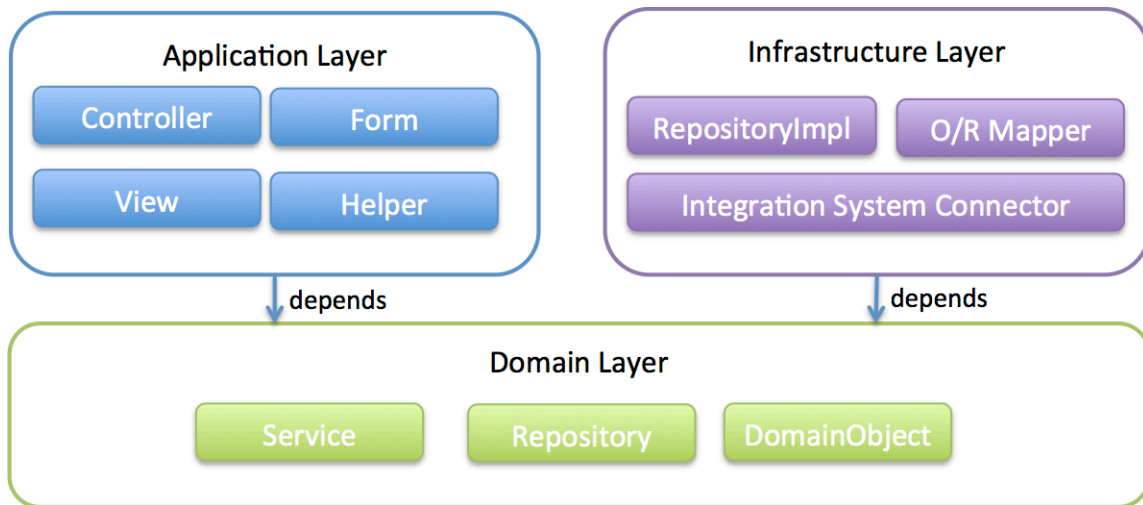 Application Layer
Controller
Form
View
Helper
Infrastructure Layer
RepositoryImpl
O/R Mapper
Integration System Connector
depends
depends
Domain Layer
Service
Repository
DomainObject